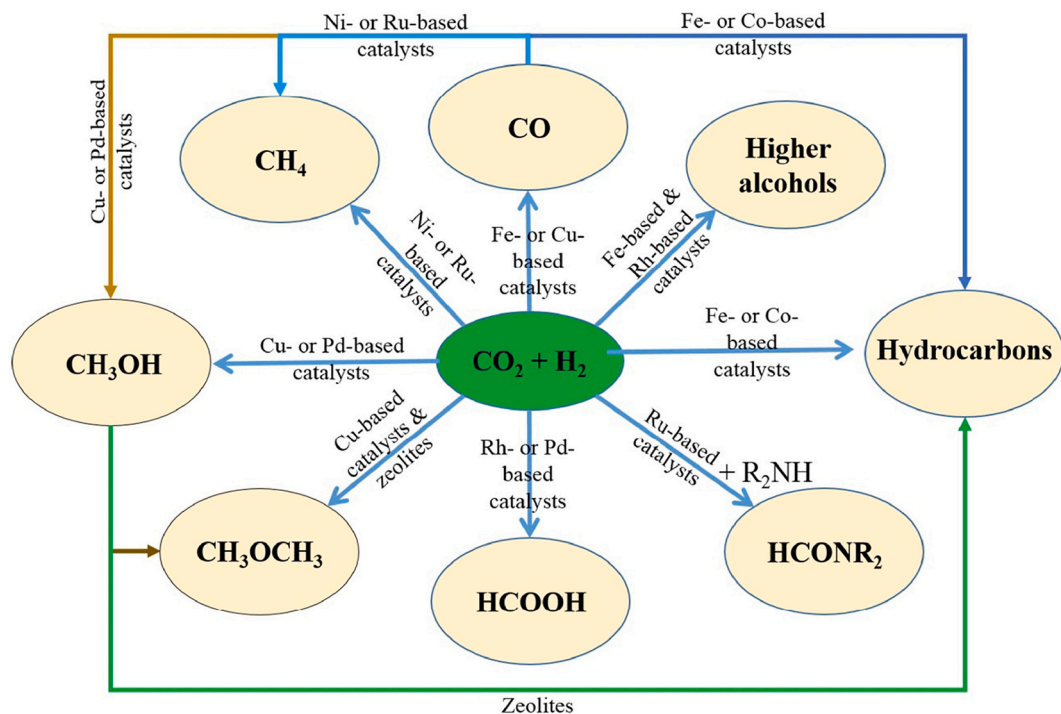 Ni- or Ru-based
catalysts
Fe- or Co-based
catalysts
Cu- or Pd-based
catalysts
CH₄
CO
Higher
alcohols
Ni- or Ru-
based
catalysts
Fe- or Cu-
based
catalysts
Fe-based &
Rh-based
catalysts
CH₃OH
Cu- or Pd-based
catalysts
CO₂ + H₂
Fe- or Co-
based
catalysts
Hydrocarbons
Cu-based
catalysts &
zeolites
Rh- or Pd-
based
catalysts
Ru-based
catalysts
+ R₂NH
CH₃OCH₃
HCOOH
HCONR₂
Zeolites